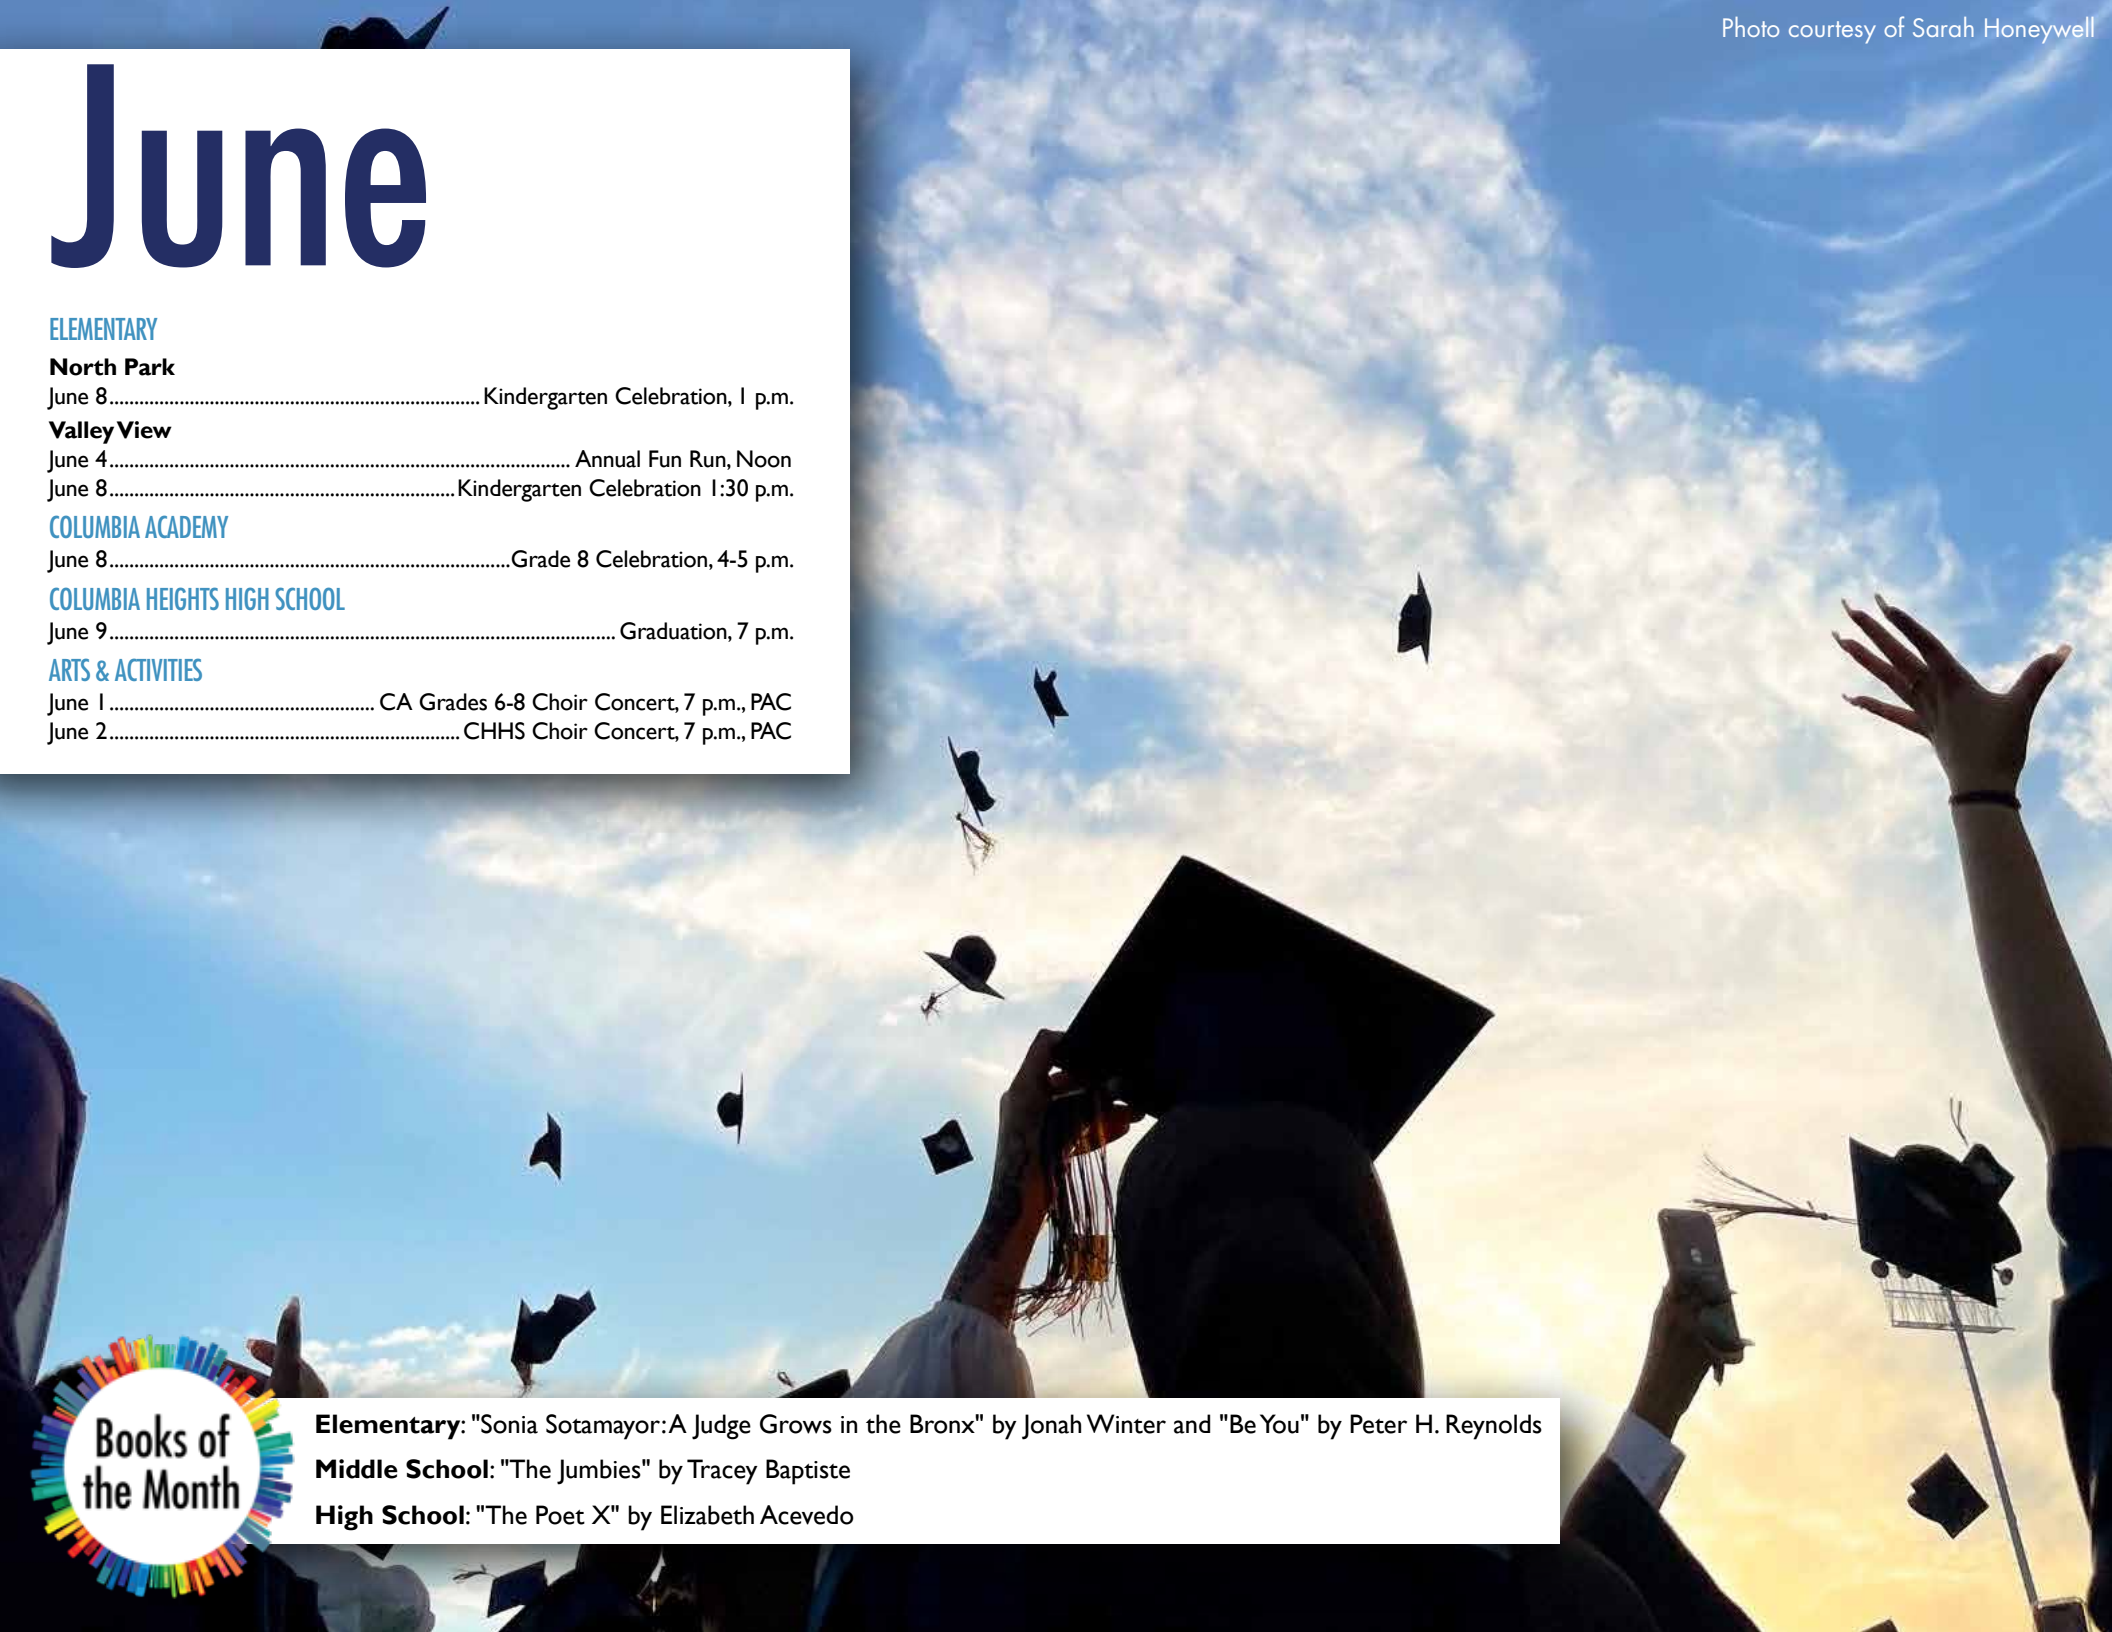 Photo courtesy of Sarah Honeywell
June
ELEMENTARY
North Park
June 8..........Kindergarten Celebration, 1 p.m.
Valley View
June 4..........Annual Fun Run, Noon
June 8..........Kindergarten Celebration 1:30 p.m.
COLUMBIA ACADEMY
June 8..........Grade 8 Celebration, 4-5 p.m.
COLUMBIA HEIGHTS HIGH SCHOOL
June 9..........Graduation, 7 p.m.
ARTS & ACTIVITIES
June 1..........CA Grades 6-8 Choir Concert, 7 p.m., PAC
June 2..........CHHS Choir Concert, 7 p.m., PAC
Books of
the Month
Elementary: "Sonia Sotamayor: A Judge Grows in the Bronx" by Jonah Winter and "Be You" by Peter H. Reynolds
Middle School: "The Jumbies" by Tracey Baptiste
High School: "The Poet X" by Elizabeth Acevedo